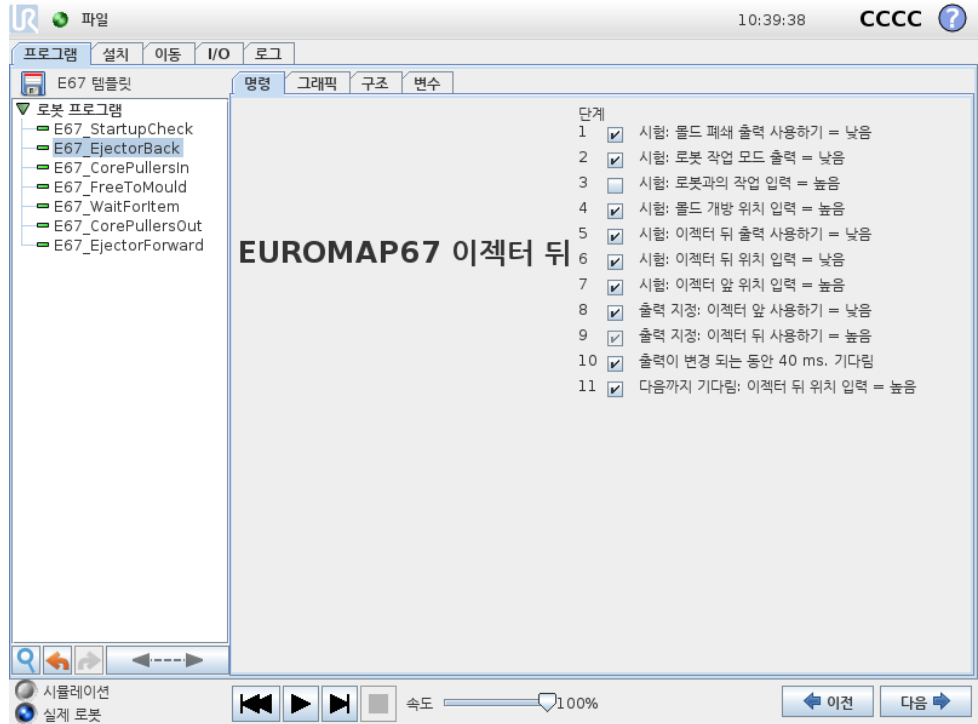 UR 파일 10:39:38 CCCC ?
프로그램 설치 이동 I/O 로그
E67 템플릿
명령 그래픽 구조 변수
로봇 프로그램
E67_StartupCheck
E67_EjectorBack
E67_CorePullersIn
E67_FreeToMould
E67_WaitForItem
E67_CorePullersOut
E67_EjectorForward
EUROMAP67 이젝터 뒤
단계
1 시험: 몰드 폐쇄 출력 사용하기 = 낮음
2 시험: 로봇 작업 모드 출력 = 낮음
3 시험: 로봇과의 작업 입력 = 높음
4 시험: 몰드 개방 위치 입력 = 높음
5 시험: 이젝터 뒤 출력 사용하기 = 낮음
6 시험: 이젝터 뒤 위치 입력 = 낮음
7 시험: 이젝터 앞 위치 입력 = 높음
8 출력 지정: 이젝터 앞 사용하기 = 낮음
9 출력 지정: 이젝터 뒤 사용하기 = 높음
10 출력이 변경 되는 동안 40 ms. 기다림
11 다음까지 기다림: 이젝터 뒤 위치 입력 = 높음
시뮬레이션
실제 로봇
속도 100%
이전 다음